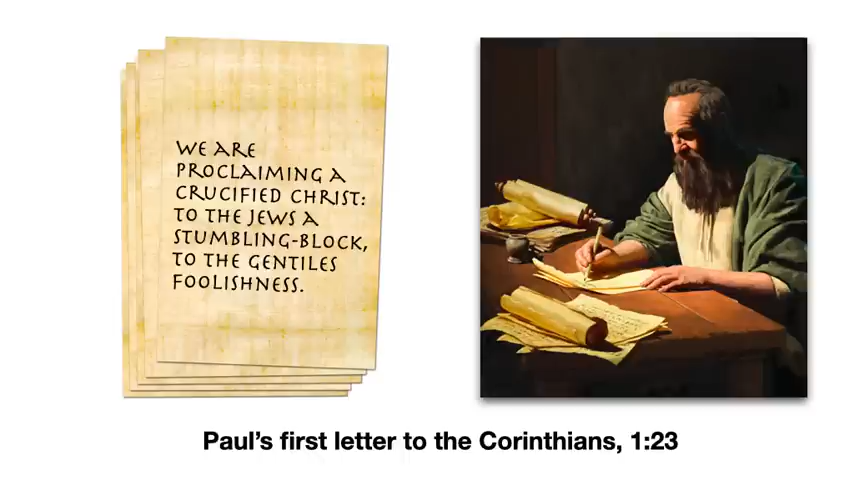 WE ARE
PROCLAIMING A
CRUCIFIED CHRIST:
TO THE JEWS A
STUMBLING-BLOCK,
TO THE GENTILES
FOOLISHNESS.
Paul's first letter to the Corinthians, 1:23